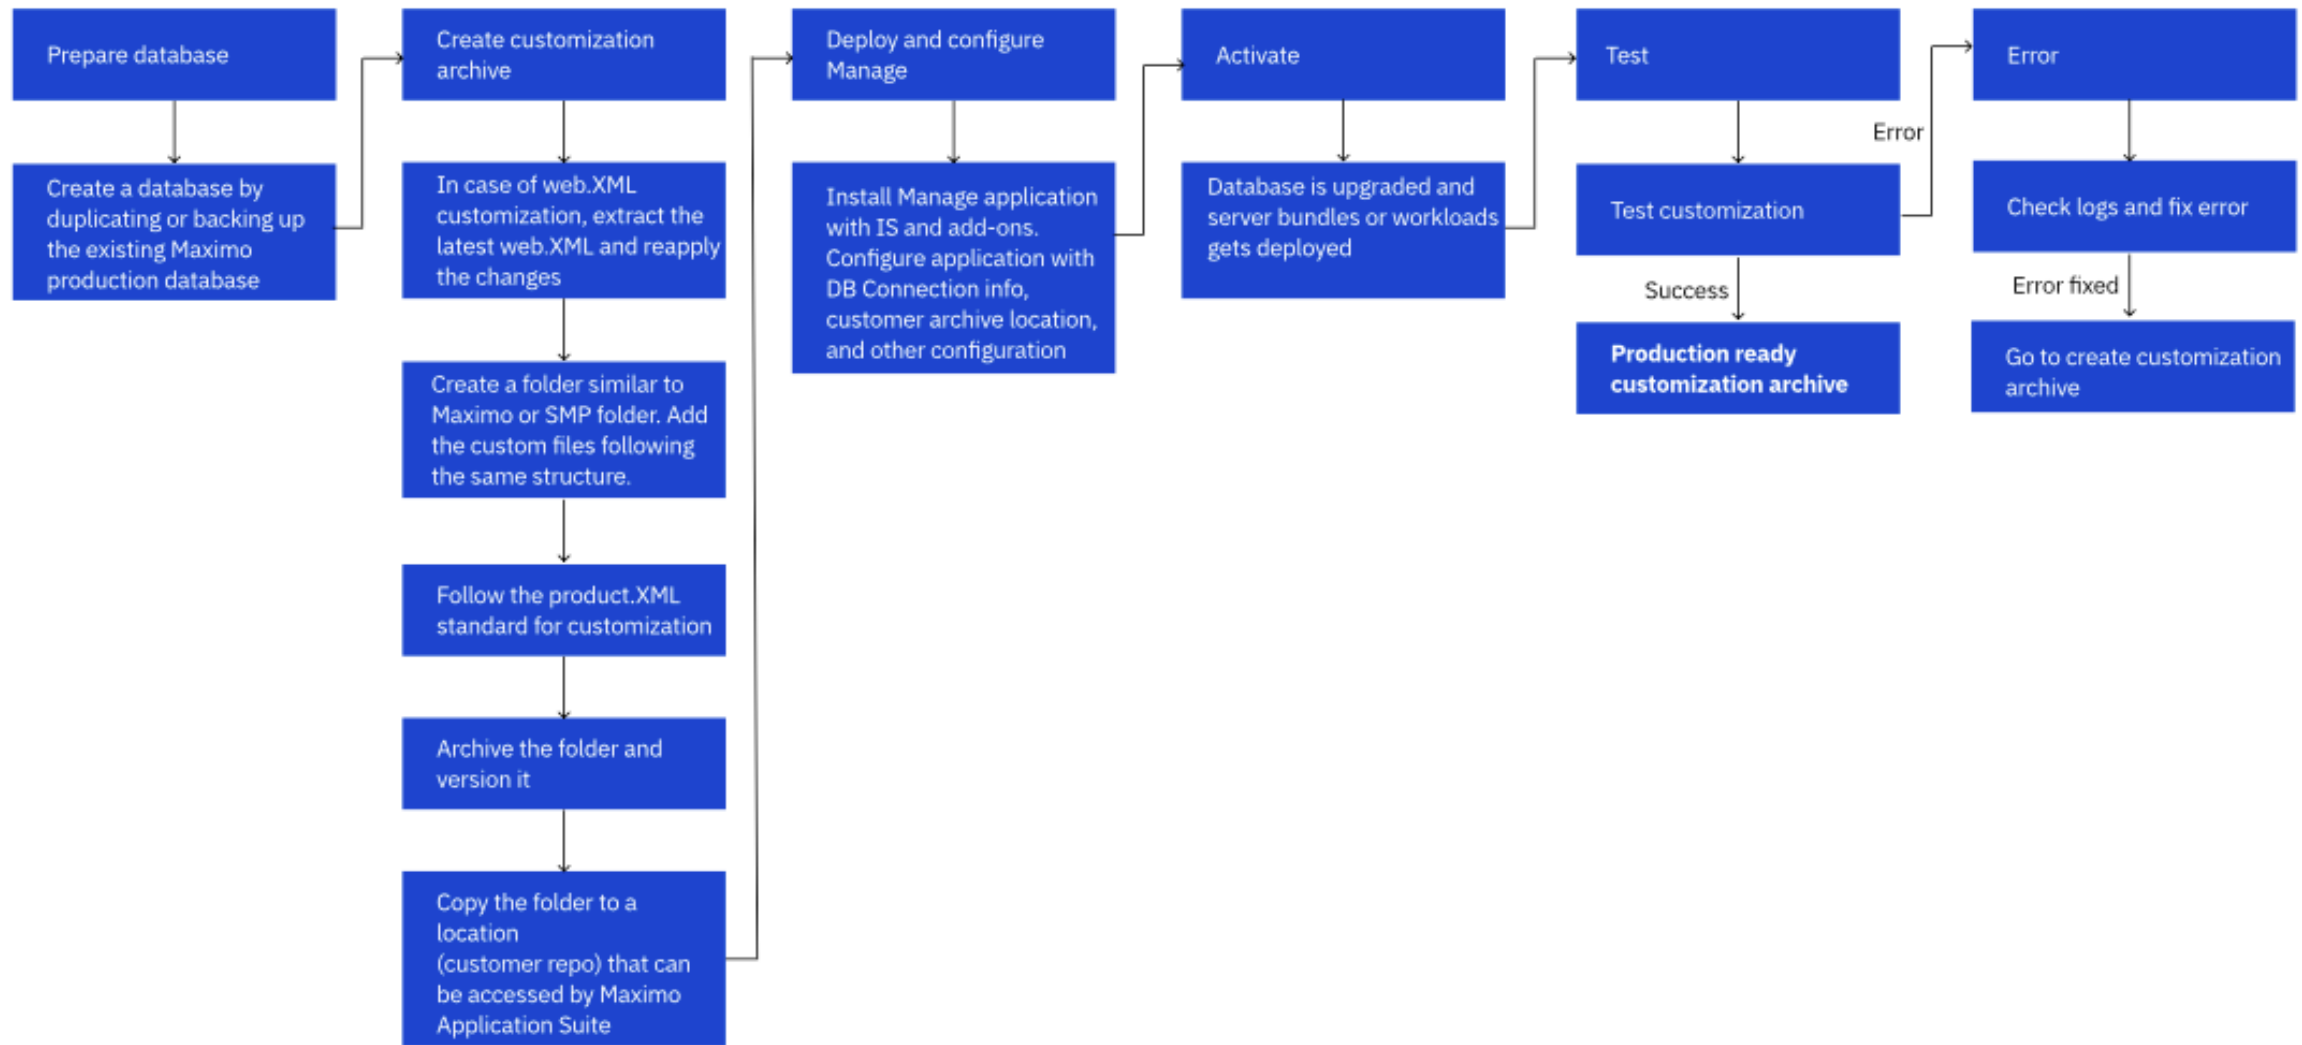 Prepare database
Create a database by
duplicating or backing up
the existing Maximo
production database
Create customization
archive
In case of web.XML
customization, extract the
latest web.XML and reapply
the changes
Create a folder similar to
Maximo or SMP folder. Add
the custom files following
the same structure.
Follow the product.XML
standard for customization
Archive the folder and
version it
Copy the folder to a
location
(customer repo) that can
be accessed by Maximo
Application Suite
Deploy and configure
Manage
Install Manage application
with IS and add-ons.
Configure application with
DB Connection info,
customer archive location,
and other configuration
Activate
Database is upgraded and
server bundles or workloads
gets deployed
Test
Test customization
Success
Production ready
customization archive
Error
Error
Check logs and fix error
Error fixed
Go to create customization
archive